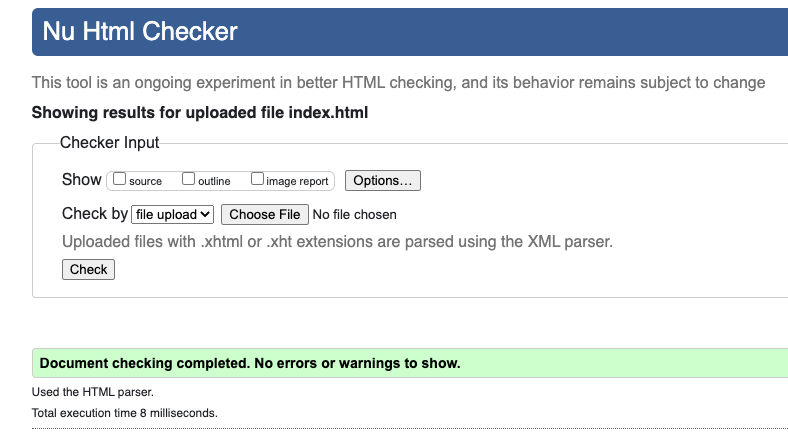 Nu Html Checker
This tool is an ongoing experiment in better HTML checking, and its behavior remains subject to change
Showing results for uploaded file index.html
Checker Input
Show source outline image report Options...
Check by file upload Choose File No file chosen
Uploaded files with .xhtml or .xht extensions are parsed using the XML parser.
Check
Document checking completed. No errors or warnings to show.
Used the HTML parser.
Total execution time 8 milliseconds.